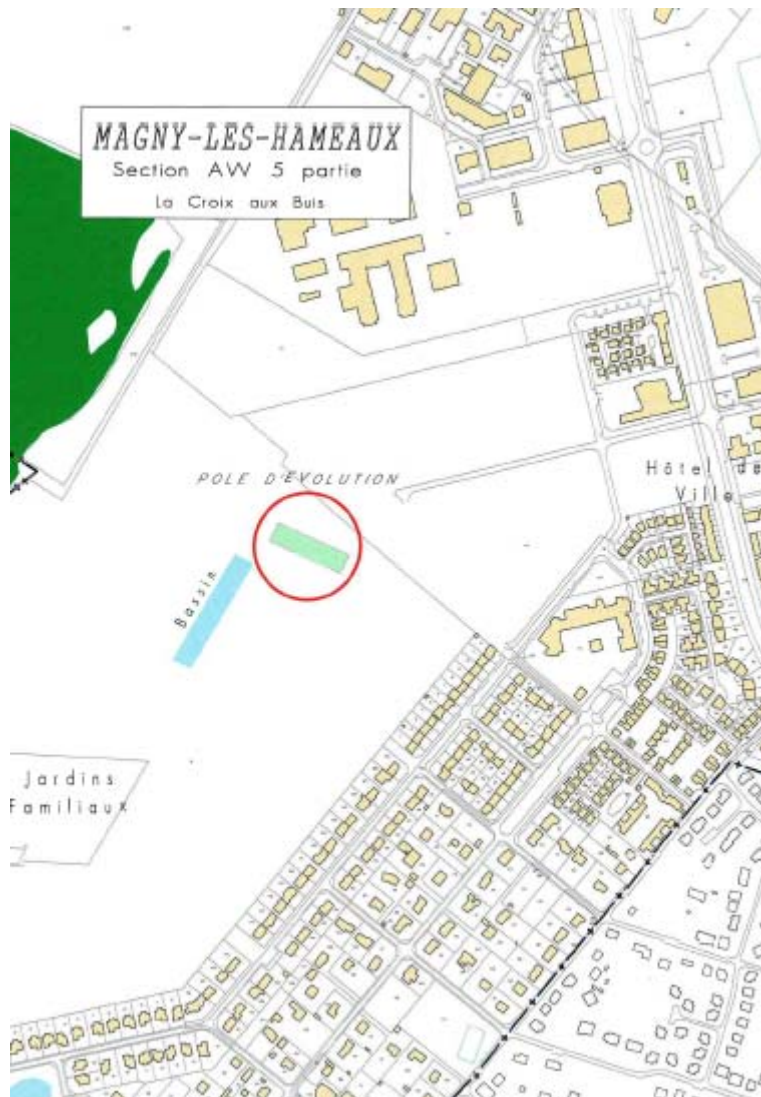 MAGNY-LES-HAMEAUX
Section AW 5 partie
La Croix aux Buis
POLE D'EVOLUTION
Hôtel de
Ville
Bassin
Jardins
Familiaux